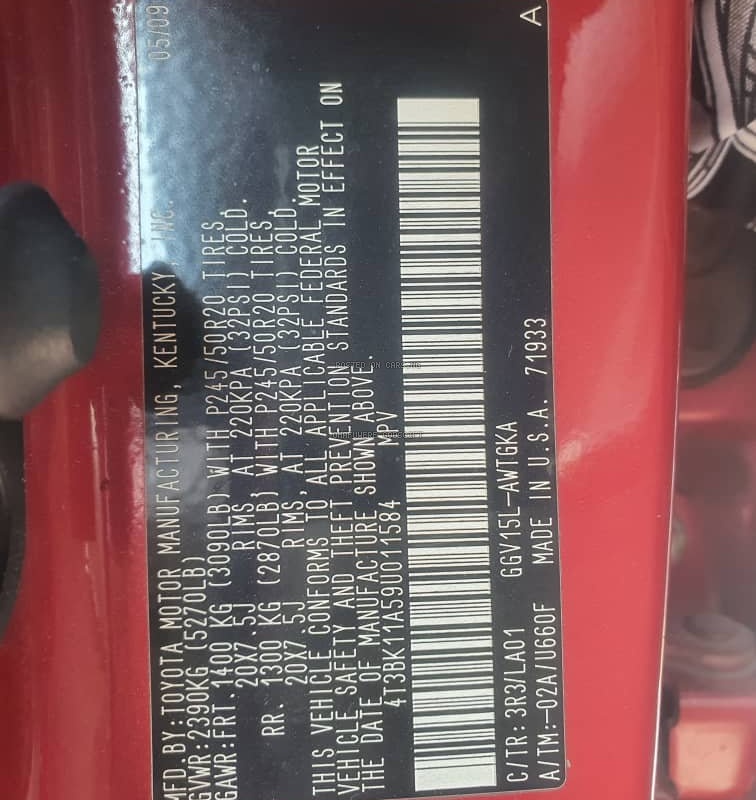 MFD.BY:TOYOTA MOTOR MANUFACTURING, KENTUCKY, INC. 05/09
GVWR:2390KG (5270LB)
GAWR:FRT.1400 KG (3090LB) WITH P245/50R20 TIRES,
20X7.5J RIMS, AT 220KPA (32PSI) COLD.
RR. 1300 KG (2870LB) WITH P245/50R20 TIRES,
20X7.5J RIMS, AT 220KPA (32PSI) COLD.
THIS VEHICLE CONFORMS TO ALL APPLICABLE FEDERAL MOTOR
VEHICLE SAFETY AND THEFT PREVENTION STANDARDS IN EFFECT ON
THE DATE OF MANUFACTURE SHOWN ABOVE.
4T3BK11A59U011584 MPV
C/TR: 3R3/LA01 GGV15L-AWTGKA A
A/TM:-02A/U660F MADE IN U.S.A. 71933
POSTED ON CARS.NG